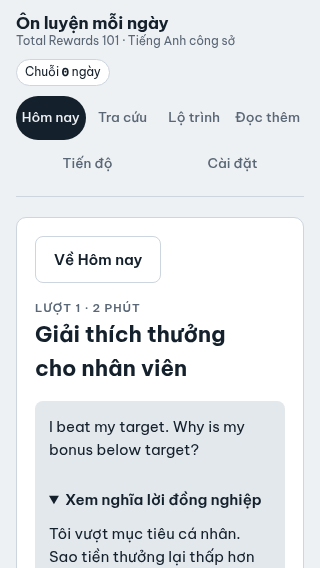 Ôn luyện mỗi ngày
Total Rewards 101 · Tiếng Anh công sở
Chuỗi 0 ngày
Hôm nay Tra cứu Lộ trình Đọc thêm
Tiến độ Cài đặt
Về Hôm nay
LƯỢT 1 · 2 PHÚT
Giải thích thưởng
cho nhân viên
I beat my target. Why is my
bonus below target?
▼ Xem nghĩa lời đồng nghiệp
Tôi vượt mục tiêu cá nhân.
Sao tiền thưởng lại thấp hơn